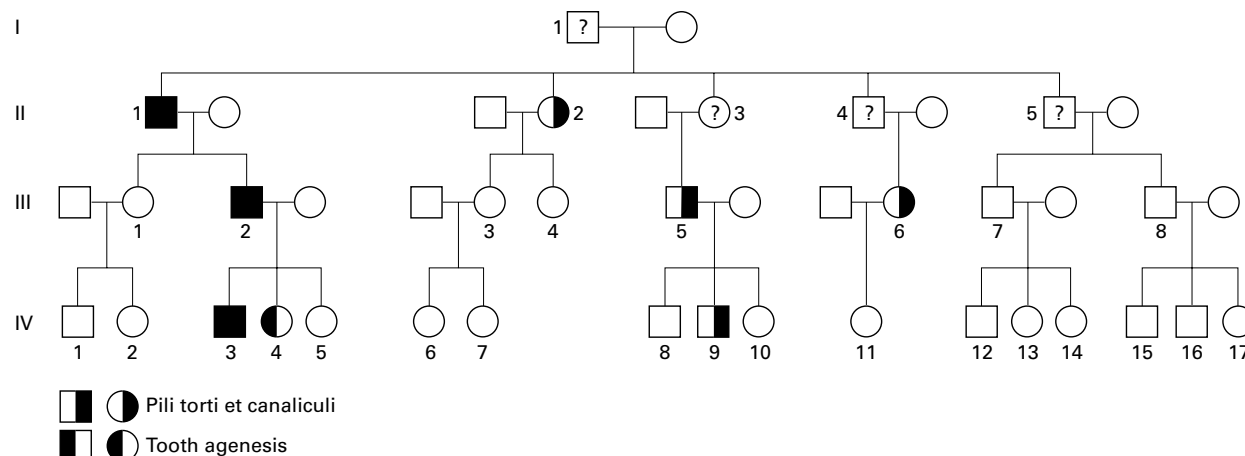 I
1 ?
II
1 2 ? 3 4 ? 5 ?
III
1 2 3 4 5 6 7 8
IV
1 2 3 4 5 6 7 8 9 10 11 12 13 14 15 16 17
Pili torti et canaliculi
Tooth agenesis